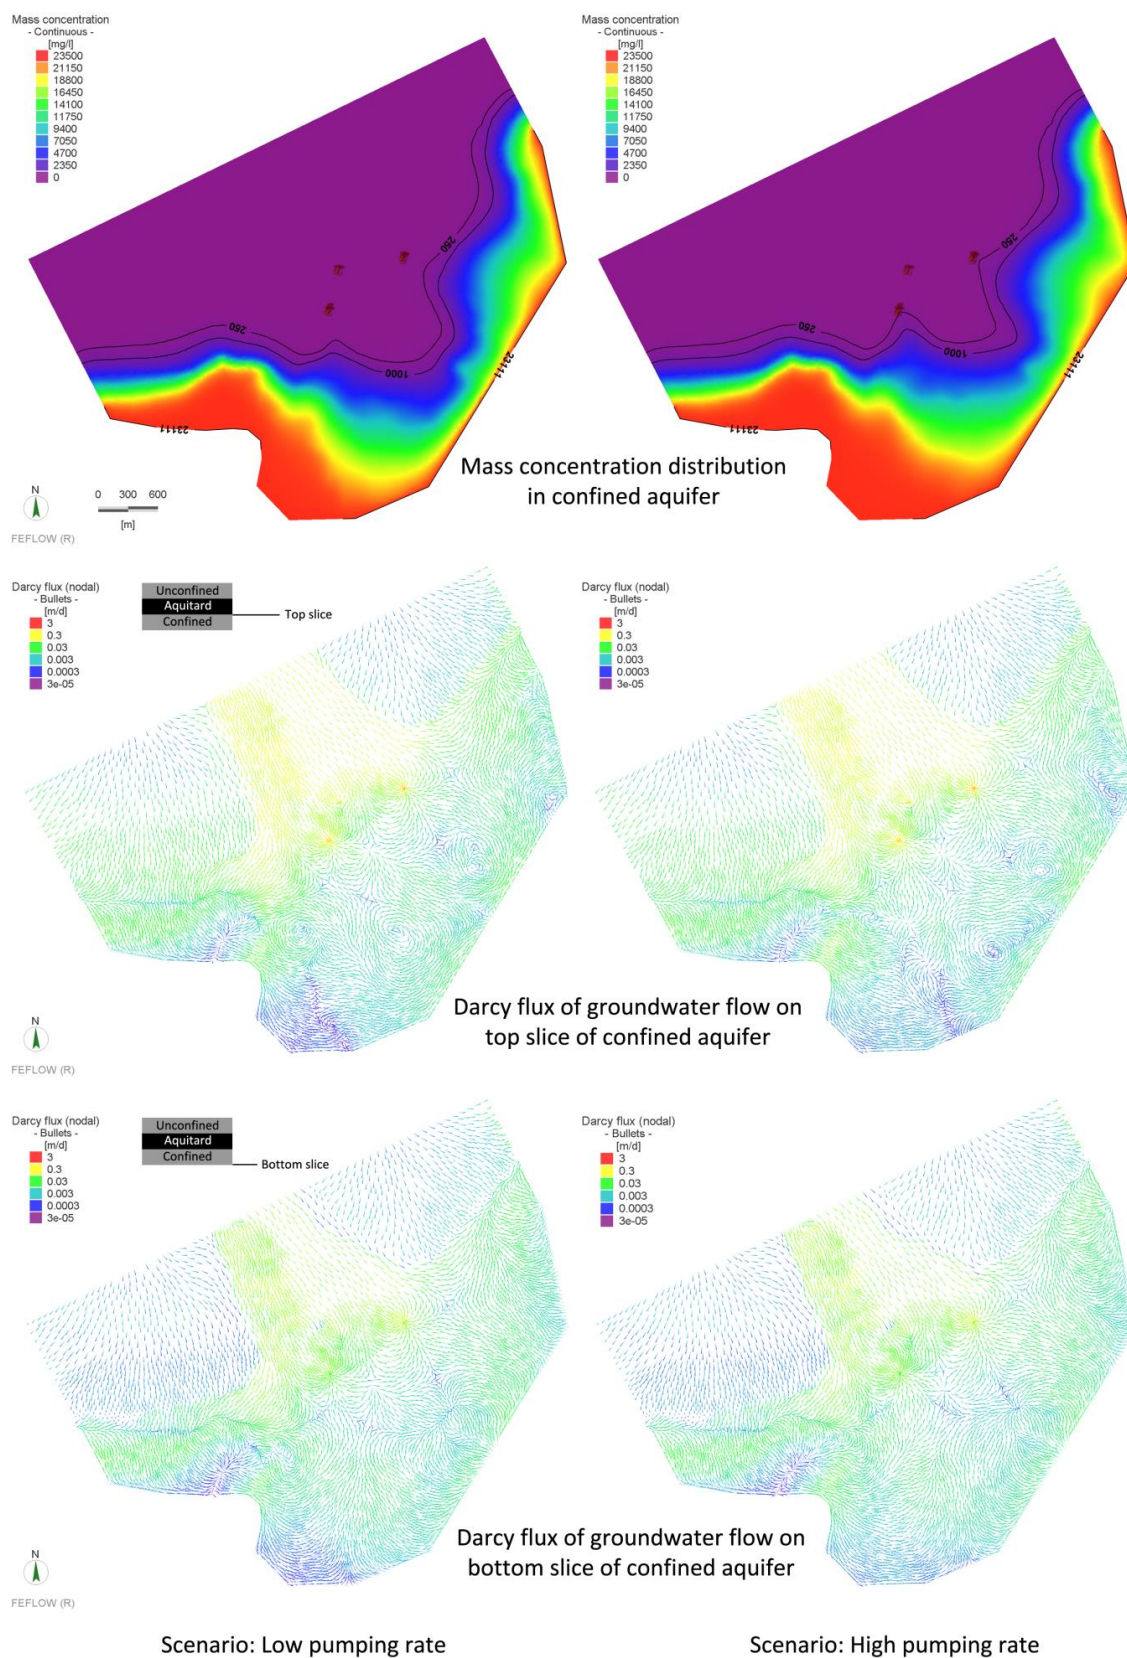 Mass concentration
- Continuous -
[mg/l]
23500
21150
18800
16450
14100
11750
9400
7050
4700
2350
0
250
250
1000
23111
23111
Mass concentration
- Continuous -
[mg/l]
23500
21150
18800
16450
14100
11750
9400
7050
4700
2350
0
250
250
1000
23111
23111
Mass concentration distribution
in confined aquifer
N
0 300 600
[m]
FEFLOW (R)
Darcy flux (nodal)
- Bullets -
[m/d]
3
0.3
0.03
0.003
0.0003
3e-05
Unconfined
Aquitard
Confined
Top slice
Darcy flux (nodal)
- Bullets -
[m/d]
3
0.3
0.03
0.003
0.0003
3e-05
Darcy flux of groundwater flow on
top slice of confined aquifer
N
FEFLOW (R)
Darcy flux (nodal)
- Bullets -
[m/d]
3
0.3
0.03
0.003
0.0003
3e-05
Unconfined
Aquitard
Confined
Bottom slice
Darcy flux (nodal)
- Bullets -
[m/d]
3
0.3
0.03
0.003
0.0003
3e-05
Darcy flux of groundwater flow on
bottom slice of confined aquifer
N
FEFLOW (R)
Scenario: Low pumping rate
Scenario: High pumping rate